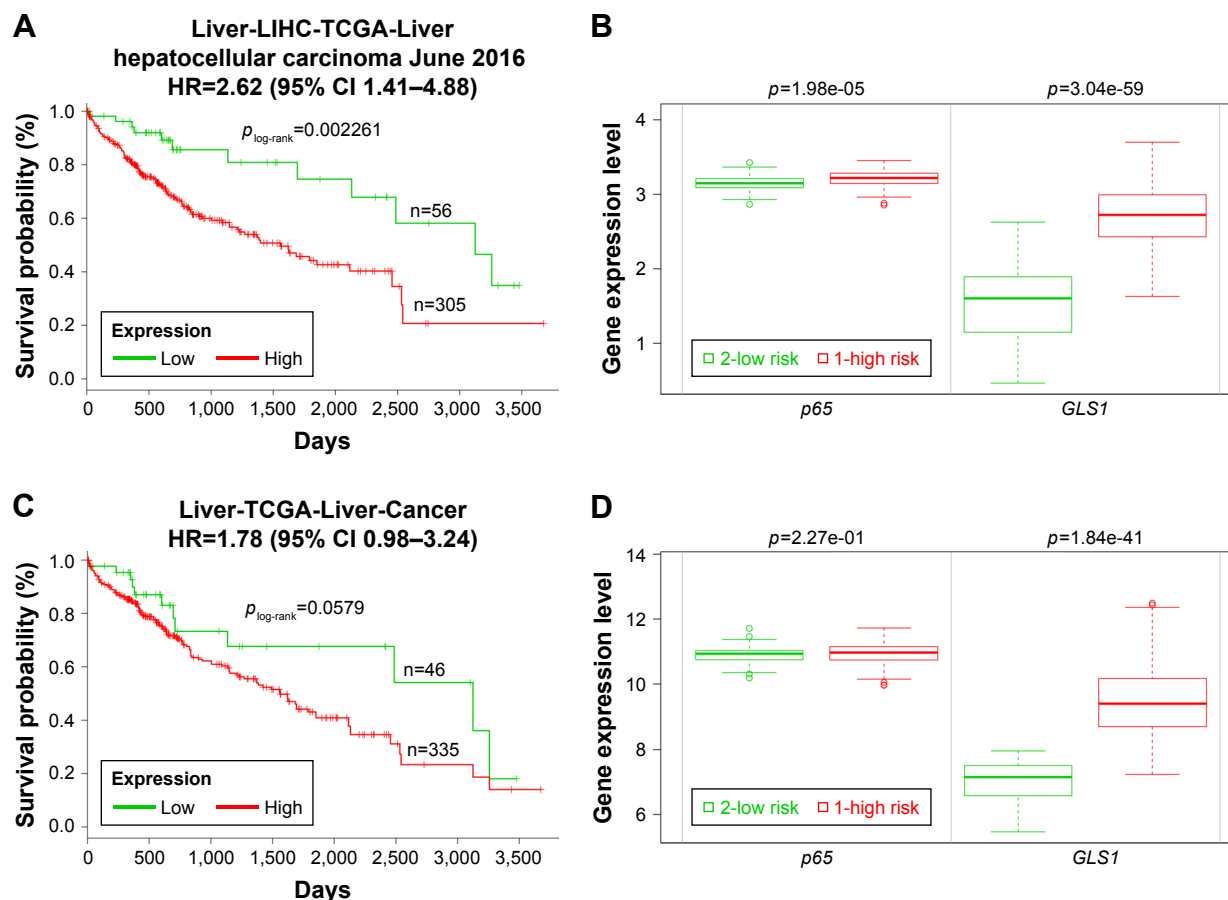 A
Liver-LIHC-TCGA-Liver
hepatocellular carcinoma June 2016
HR=2.62 (95% CI 1.41–4.88)
Survival probability (%)
1.0
0.8
0.6
0.4
0.2
0.0
p log-rank=0.002261
n=56
n=305
Expression
Low High
0 500 1,000 1,500 2,000 2,500 3,000 3,500
Days
B
p=1.98e-05 p=3.04e-59
Gene expression level
4
3
2
1
2-low risk 1-high risk
p65 GLS1
C
Liver-TCGA-Liver-Cancer
HR=1.78 (95% CI 0.98–3.24)
Survival probability (%)
1.0
0.8
0.6
0.4
0.2
0.0
p log-rank=0.0579
n=46
n=335
Expression
Low High
0 500 1,000 1,500 2,000 2,500 3,000 3,500
Days
D
p=2.27e-01 p=1.84e-41
Gene expression level
14
12
10
8
6
2-low risk 1-high risk
p65 GLS1